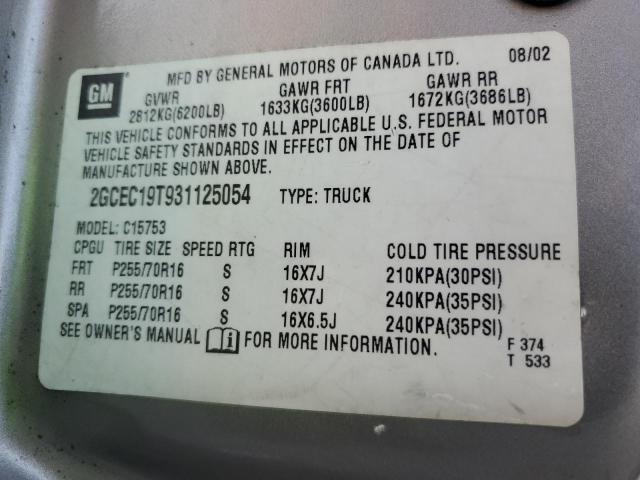 GM
MFD BY GENERAL MOTORS OF CANADA LTD. 08/02
GVWR GAWR FRT GAWR RR
2812KG(6200LB) 1633KG(3600LB) 1672KG(3686LB)
THIS VEHICLE CONFORMS TO ALL APPLICABLE U.S. FEDERAL MOTOR
VEHICLE SAFETY STANDARDS IN EFFECT ON THE DATE OF
MANUFACTURE SHOWN ABOVE.
2GCEC19T931125054 TYPE: TRUCK
MODEL: C15753
CPGU TIRE SIZE SPEED RTG RIM COLD TIRE PRESSURE
FRT P255/70R16 S 16X7J 210KPA(30PSI)
RR P255/70R16 S 16X7J 240KPA(35PSI)
SPA P255/70R16 S 16X6.5J 240KPA(35PSI)
SEE OWNER'S MANUAL i FOR MORE INFORMATION.
F 374
T 533